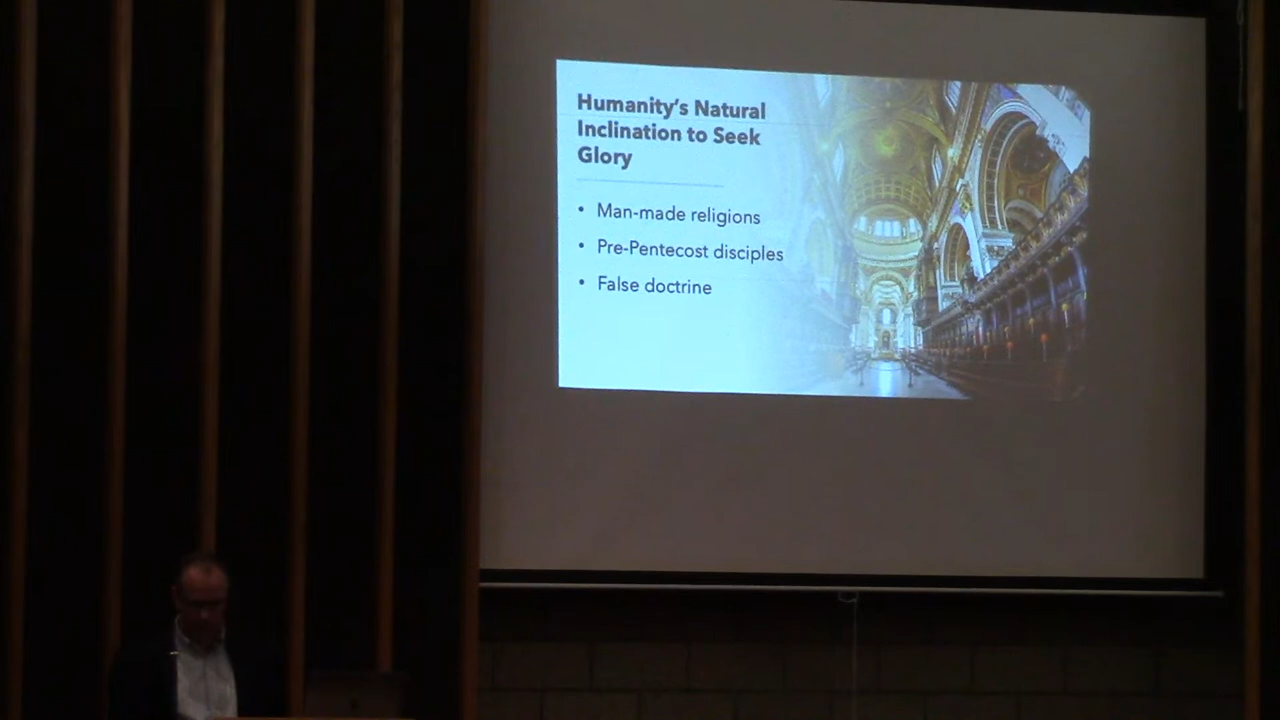 Humanity's Natural
Inclination to Seek
Glory
• Man-made religions
• Pre-Pentecost disciples
• False doctrine